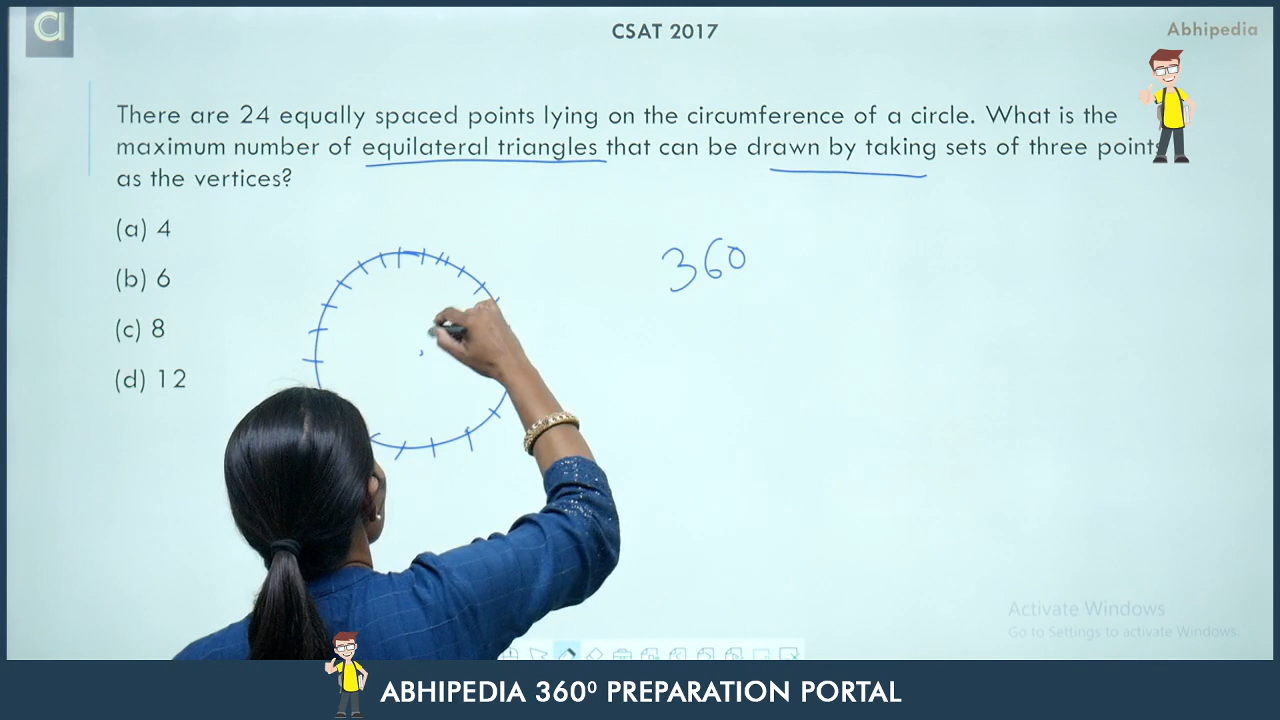 CSAT 2017
Abhipedia
There are 24 equally spaced points lying on the circumference of a circle. What is the
maximum number of equilateral triangles that can be drawn by taking sets of three points
as the vertices?
(a) 4
(b) 6
(c) 8
(d) 12
360
Activate Windows
Go to Settings to activate Windows.
ABHIPEDIA 360⁰ PREPARATION PORTAL